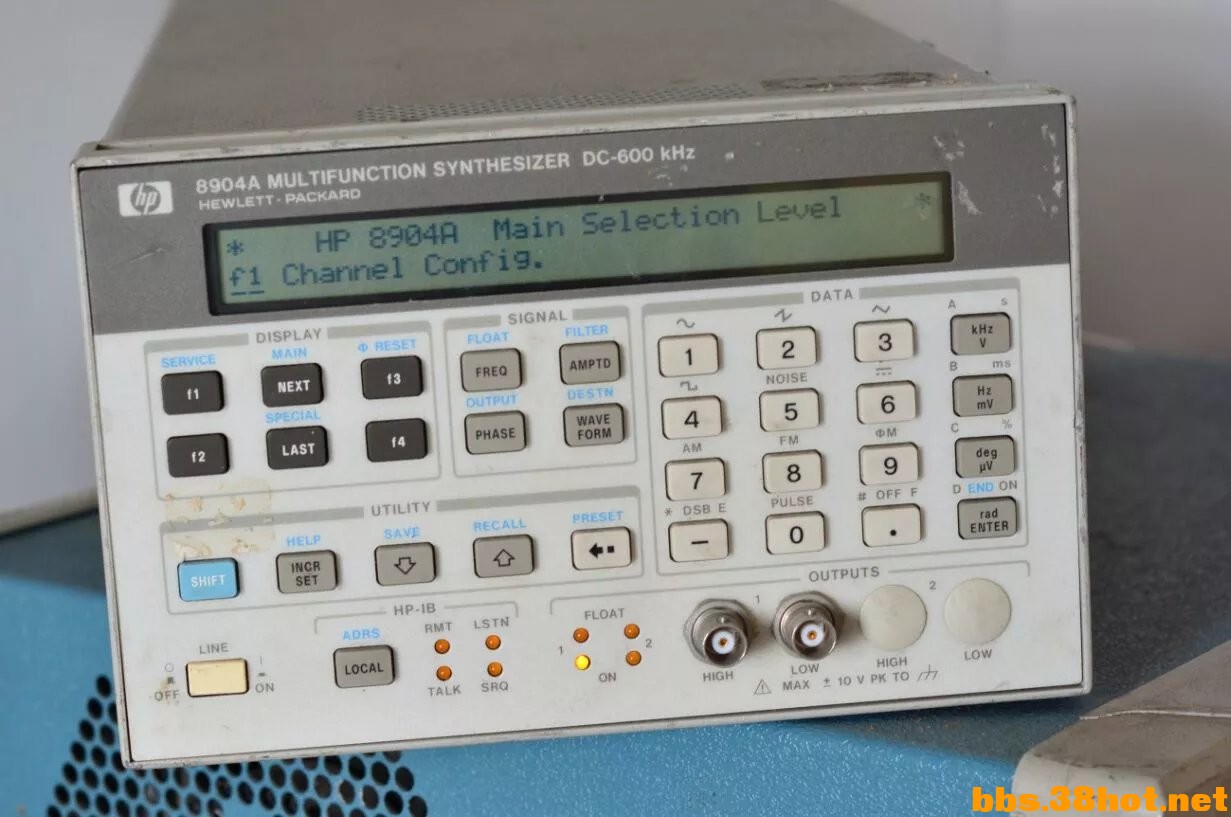 hp 8904A MULTIFUNCTION SYNTHESIZER DC-600 kHz
HEWLETT-PACKARD
* HP 8904A Main Selection Level *
f1 Channel Config.
DISPLAY
SERVICE MAIN Φ RESET
f1 NEXT f3
SPECIAL
f2 LAST f4
SIGNAL
FLOAT FILTER
FREQ AMPTD
OUTPUT DESTN
PHASE WAVE FORM
DATA
A s
1 2 3 kHz V
NOISE B ms
4 5 6 Hz mV
AM FM ΦM C %
7 8 9 deg µV
* DSB E PULSE # OFF F D END ON
— 0 . rad ENTER
UTILITY
HELP SAVE RECALL PRESET
SHIFT INCR SET
LINE
OFF ON
HP-IB
ADRS RMT LSTN
LOCAL
TALK SRQ
OUTPUTS
FLOAT 1 2
1 2
ON
HIGH LOW HIGH LOW
MAX ± 10 V PK TO
bbs.38hot.net